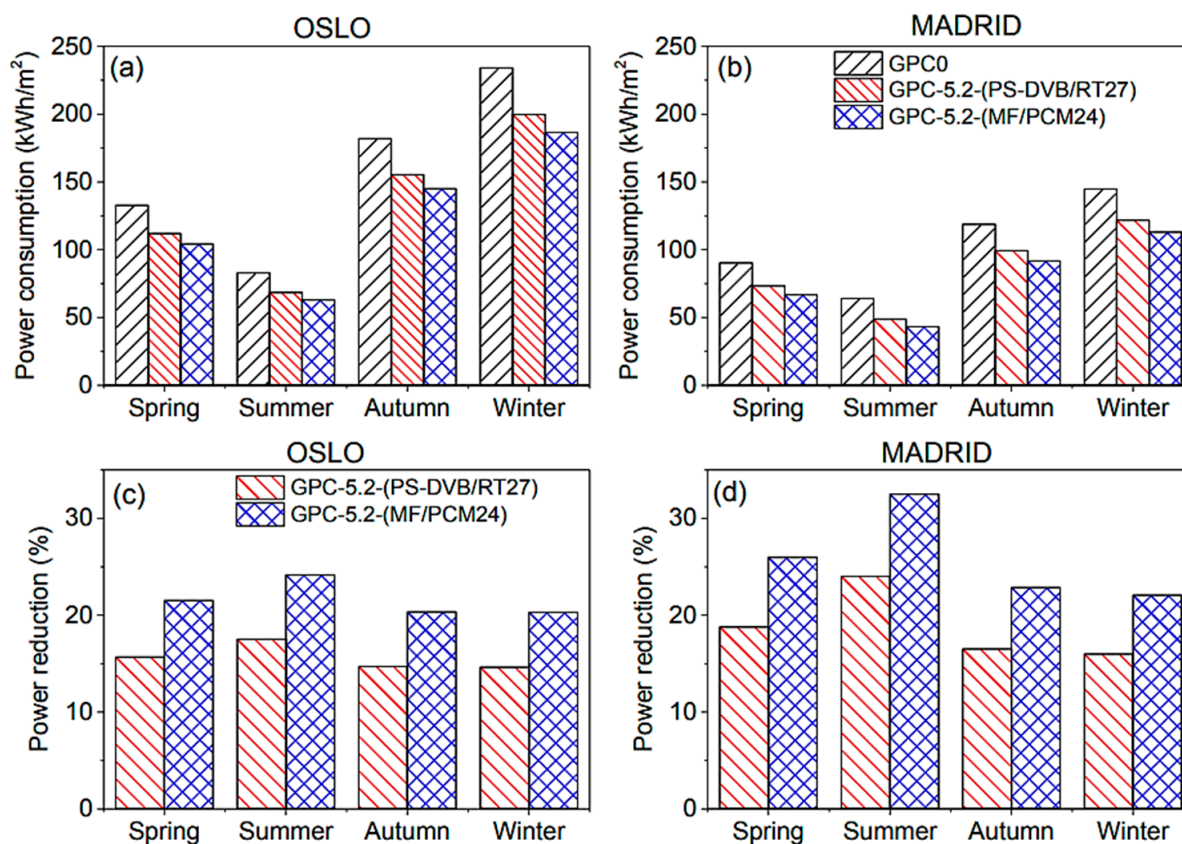 OSLO
(a)
Power consumption (kWh/m²)
250
200
150
100
50
0
Spring Summer Autumn Winter
MADRID
(b)
GPC0
GPC-5.2-(PS-DVB/RT27)
GPC-5.2-(MF/PCM24)
Power consumption (kWh/m²)
250
200
150
100
50
0
Spring Summer Autumn Winter
OSLO
(c)
GPC-5.2-(PS-DVB/RT27)
GPC-5.2-(MF/PCM24)
Power reduction (%)
30
20
10
0
Spring Summer Autumn Winter
MADRID
(d)
Power reduction (%)
30
20
10
0
Spring Summer Autumn Winter